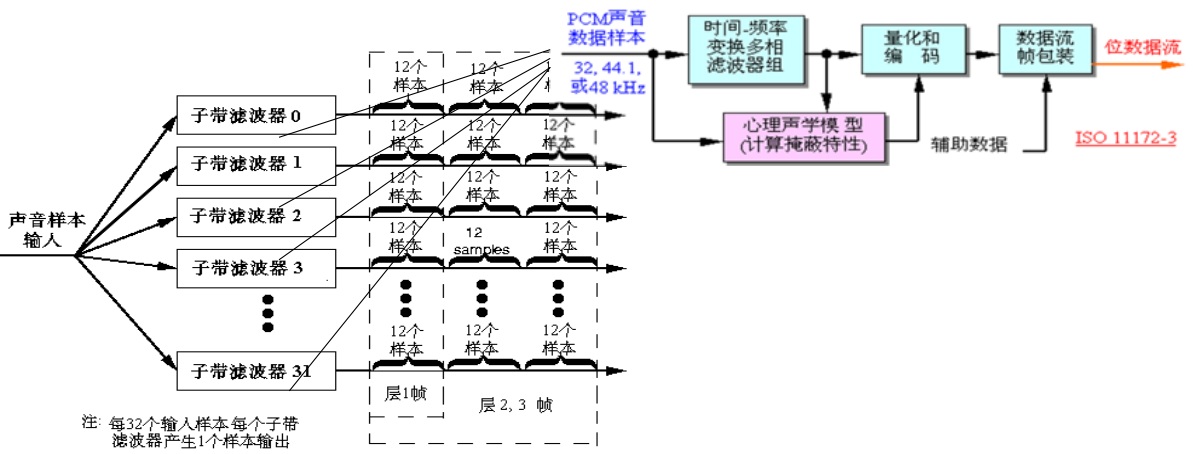 PCM声音
数据样本
32, 44.1,
或48 kHz
时间-频率
变换多相
滤波器组
量化和
编 码
数据流
帧包装
位数据流
心理声学模 型
(计算掩蔽特性)
辅助数据
ISO 11172-3
声音样本
输入
子带滤波器 0
12个
样本
12个
样本
子带滤波器 1
12个
样本
12个
样本
12个
样本
子带滤波器 2
12个
样本
12个
样本
12个
样本
子带滤波器 3
12个
样本
12
samples
12个
样本
子带滤波器 31
12个
样本
12个
样本
12个
样本
层1帧
层 2, 3 帧
注: 每32个输入样本每个子带
滤波器产生1个样本输出